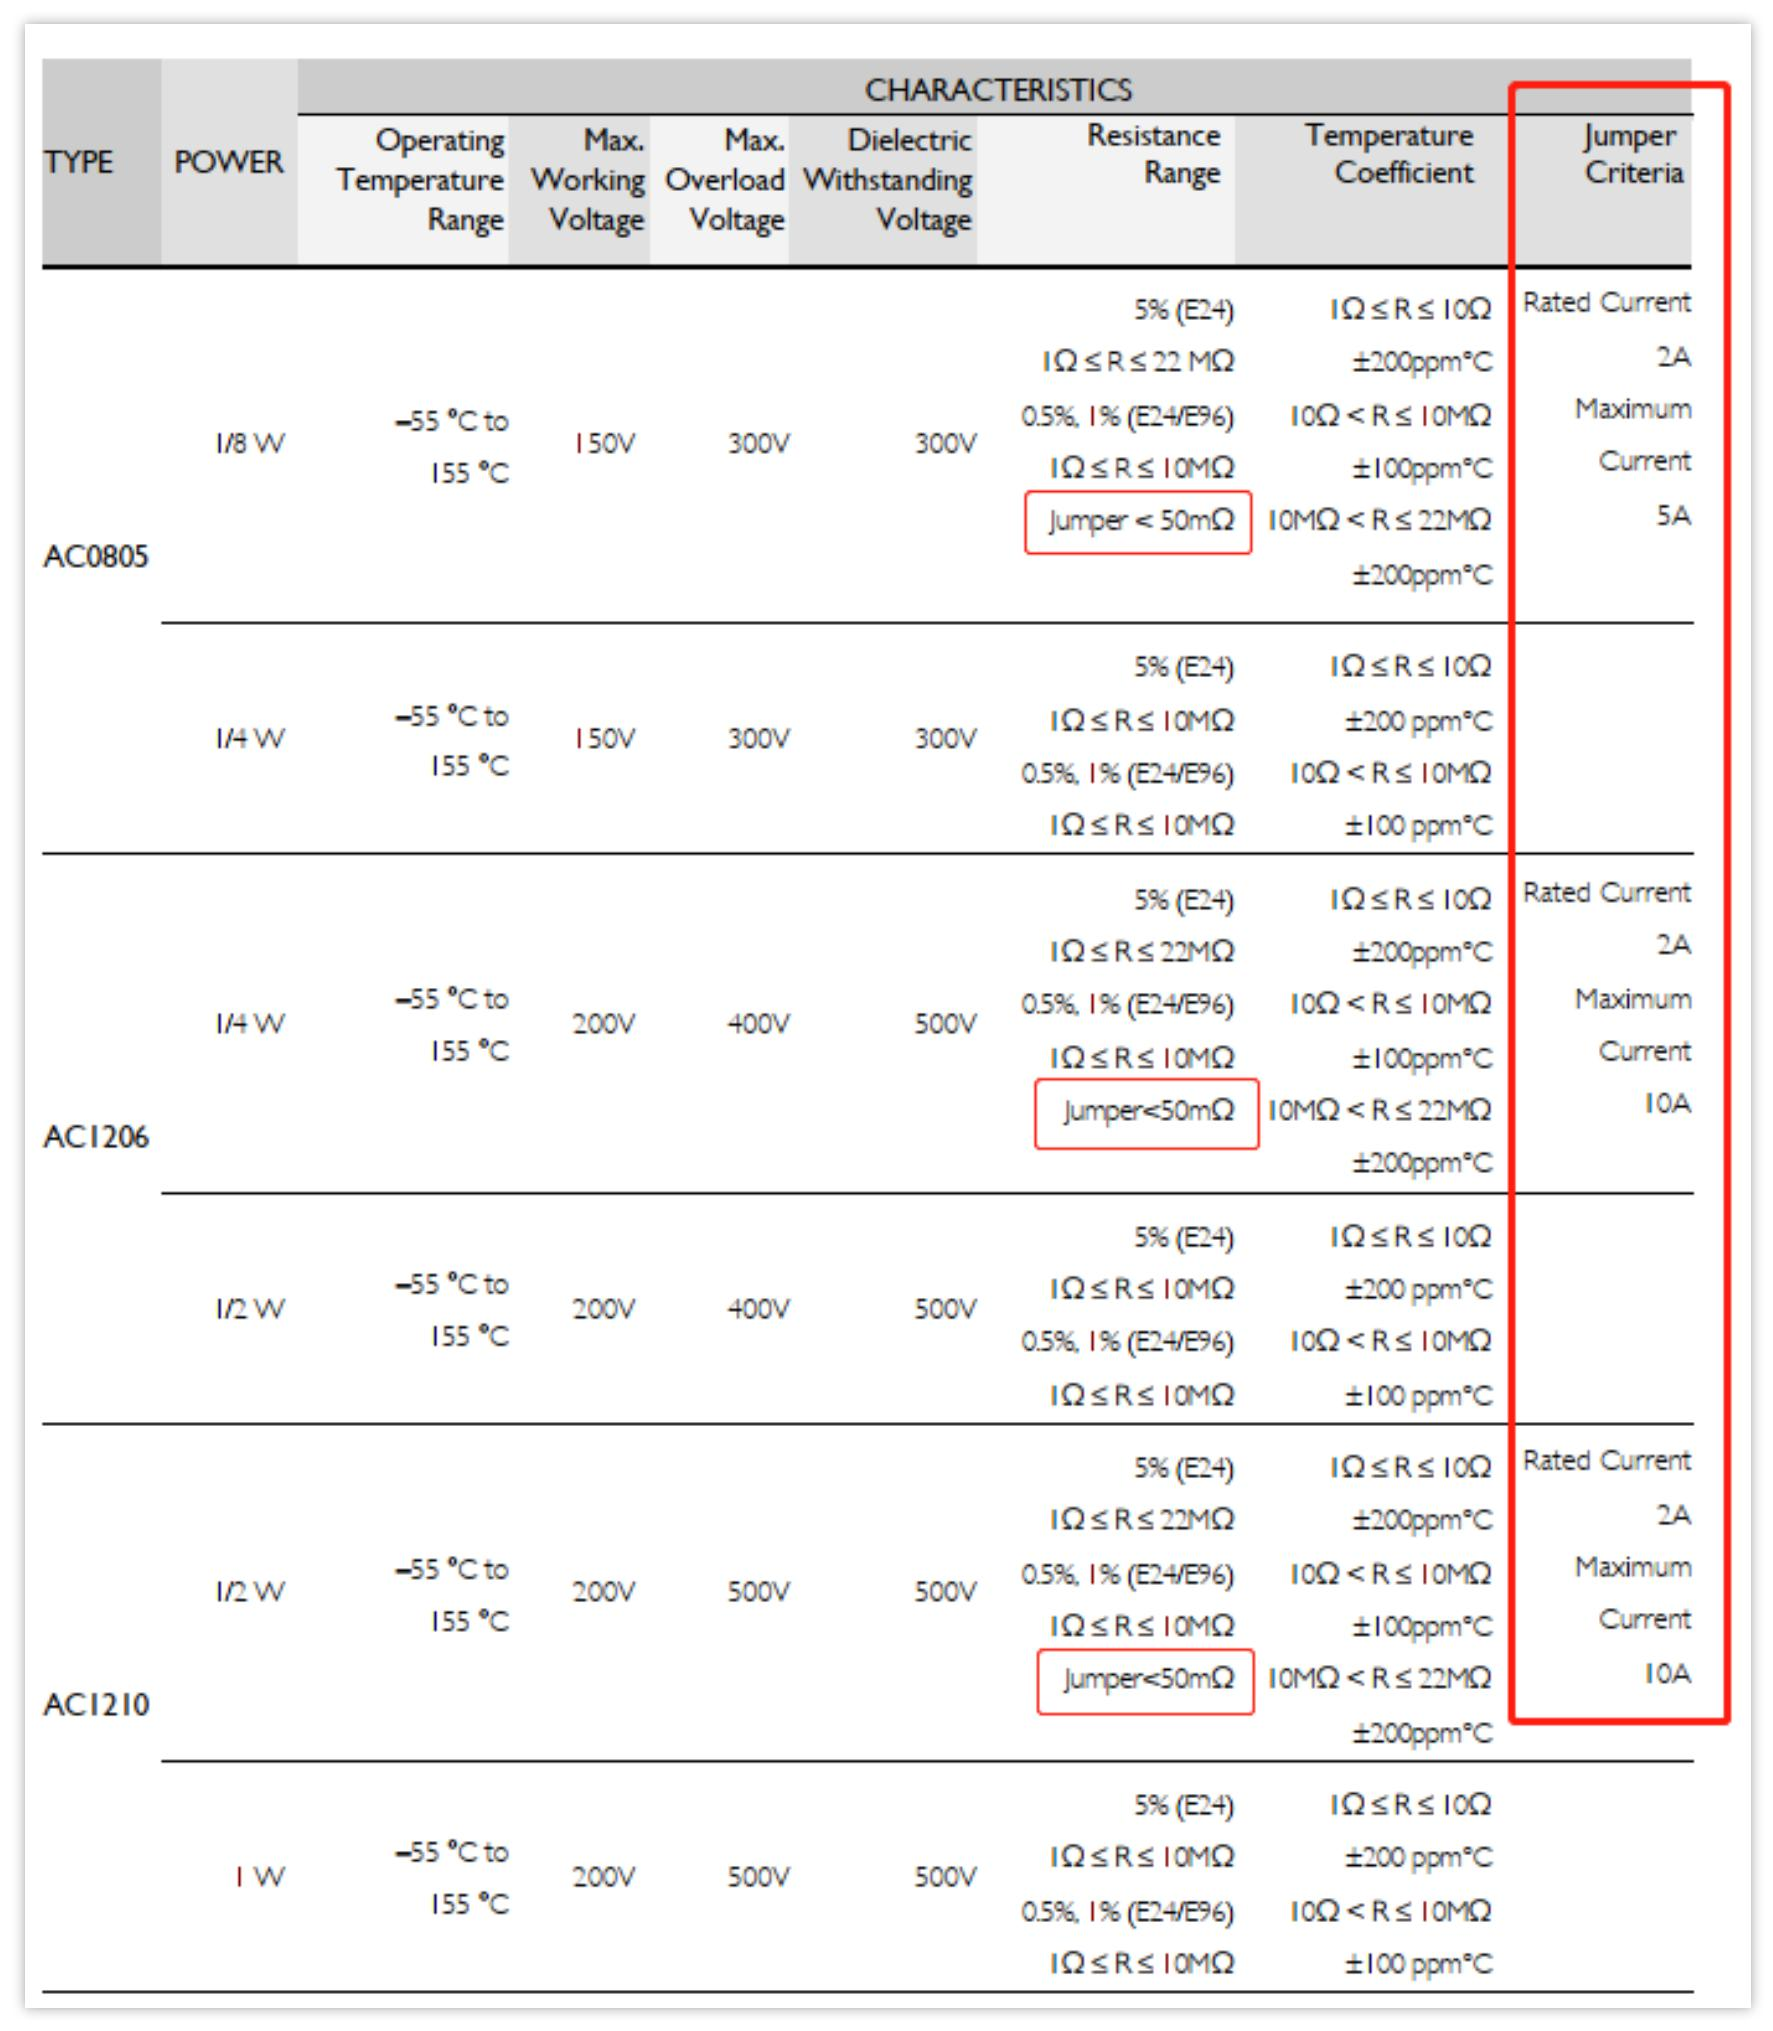 CHARACTERISTICS
TYPE
POWER
Operating
Temperature
Range
Max.
Working
Voltage
Max.
Overload
Voltage
Dielectric
Withstanding
Voltage
Resistance
Range
Temperature
Coefficient
Jumper
Criteria
AC0805
1/8 W
–55 °C to
155 °C
150V
300V
300V
5% (E24)
1Ω ≤ R ≤ 22 MΩ
0.5%, 1% (E24/E96)
1Ω ≤ R ≤ 10MΩ
Jumper < 50mΩ
1Ω ≤ R ≤ 10Ω
±200ppm°C
10Ω < R ≤ 10MΩ
±100ppm°C
10MΩ < R ≤ 22MΩ
±200ppm°C
Rated Current
2A
Maximum
Current
5A
1/4 W
–55 °C to
155 °C
150V
300V
300V
5% (E24)
1Ω ≤ R ≤ 10MΩ
0.5%, 1% (E24/E96)
1Ω ≤ R ≤ 10MΩ
1Ω ≤ R ≤ 10Ω
±200 ppm°C
10Ω < R ≤ 10MΩ
±100 ppm°C
AC1206
1/4 W
–55 °C to
155 °C
200V
400V
500V
5% (E24)
1Ω ≤ R ≤ 22MΩ
0.5%, 1% (E24/E96)
1Ω ≤ R ≤ 10MΩ
Jumper<50mΩ
1Ω ≤ R ≤ 10Ω
±200ppm°C
10Ω < R ≤ 10MΩ
±100ppm°C
10MΩ < R ≤ 22MΩ
±200ppm°C
Rated Current
2A
Maximum
Current
10A
1/2 W
–55 °C to
155 °C
200V
400V
500V
5% (E24)
1Ω ≤ R ≤ 10MΩ
0.5%, 1% (E24/E96)
1Ω ≤ R ≤ 10MΩ
1Ω ≤ R ≤ 10Ω
±200 ppm°C
10Ω < R ≤ 10MΩ
±100 ppm°C
AC1210
1/2 W
–55 °C to
155 °C
200V
500V
500V
5% (E24)
1Ω ≤ R ≤ 22MΩ
0.5%, 1% (E24/E96)
1Ω ≤ R ≤ 10MΩ
Jumper<50mΩ
1Ω ≤ R ≤ 10Ω
±200ppm°C
10Ω < R ≤ 10MΩ
±100ppm°C
10MΩ < R ≤ 22MΩ
±200ppm°C
Rated Current
2A
Maximum
Current
10A
1 W
–55 °C to
155 °C
200V
500V
500V
5% (E24)
1Ω ≤ R ≤ 10MΩ
0.5%, 1% (E24/E96)
1Ω ≤ R ≤ 10MΩ
1Ω ≤ R ≤ 10Ω
±200 ppm°C
10Ω < R ≤ 10MΩ
±100 ppm°C